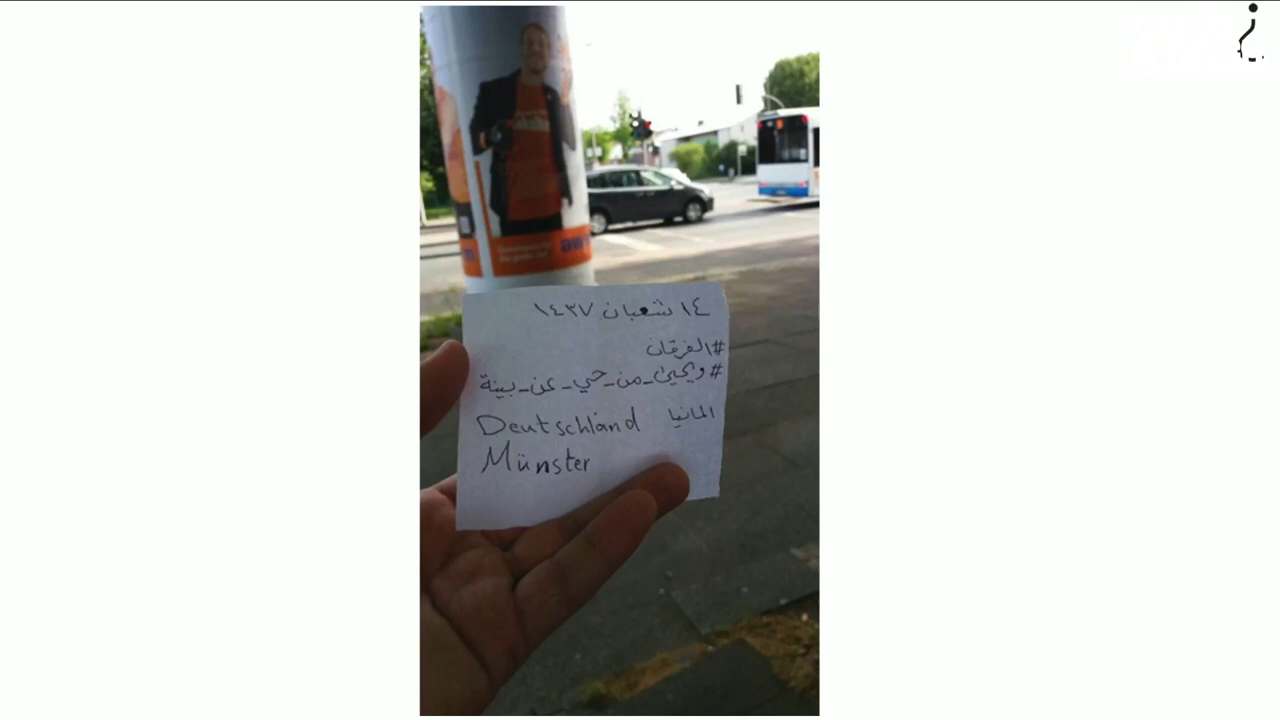 ١٤ شعبان ١٤٣٧
#الفرقان
#ويحيى_من_حي_عن_بينة
المانيا Deutschland
Münster